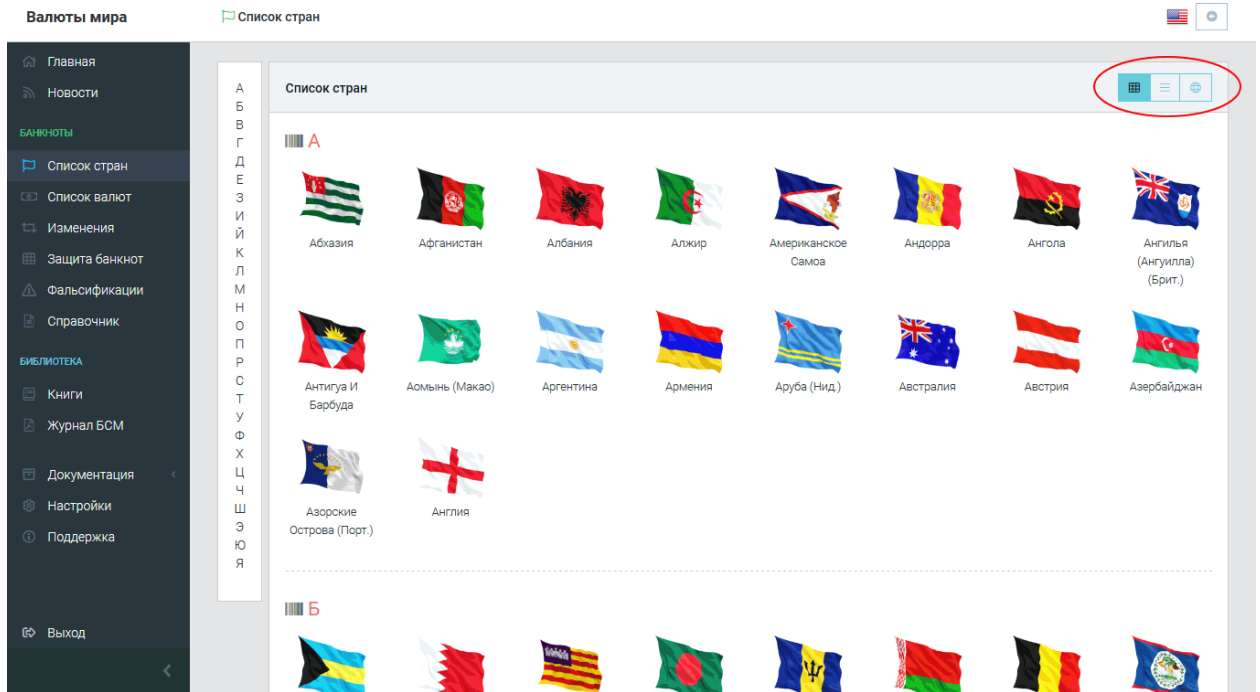 Валюты мира
Список стран
Главная
Новости
БАНКНОТЫ
Список стран
Список валют
Изменения
Защита банкнот
Фальсификации
Справочник
БИБЛИОТЕКА
Книги
Журнал БСМ
Документация
Настройки
Поддержка
Выход
А
Б
В
Г
Д
Е
З
И
Й
К
Л
М
Н
О
П
Р
С
Т
У
Ф
Х
Ц
Ч
Ш
Э
Ю
Я
Список стран
А
Абхазия
Афганистан
Албания
Алжир
Американское
Самоа
Андорра
Ангола
Ангилья
(Ангуилла)
(Брит.)
Антигуа И
Барбуда
Аомынь (Макао)
Аргентина
Армения
Аруба (Нид.)
Австралия
Австрия
Азербайджан
Азорские
Острова (Порт.)
Англия
Б